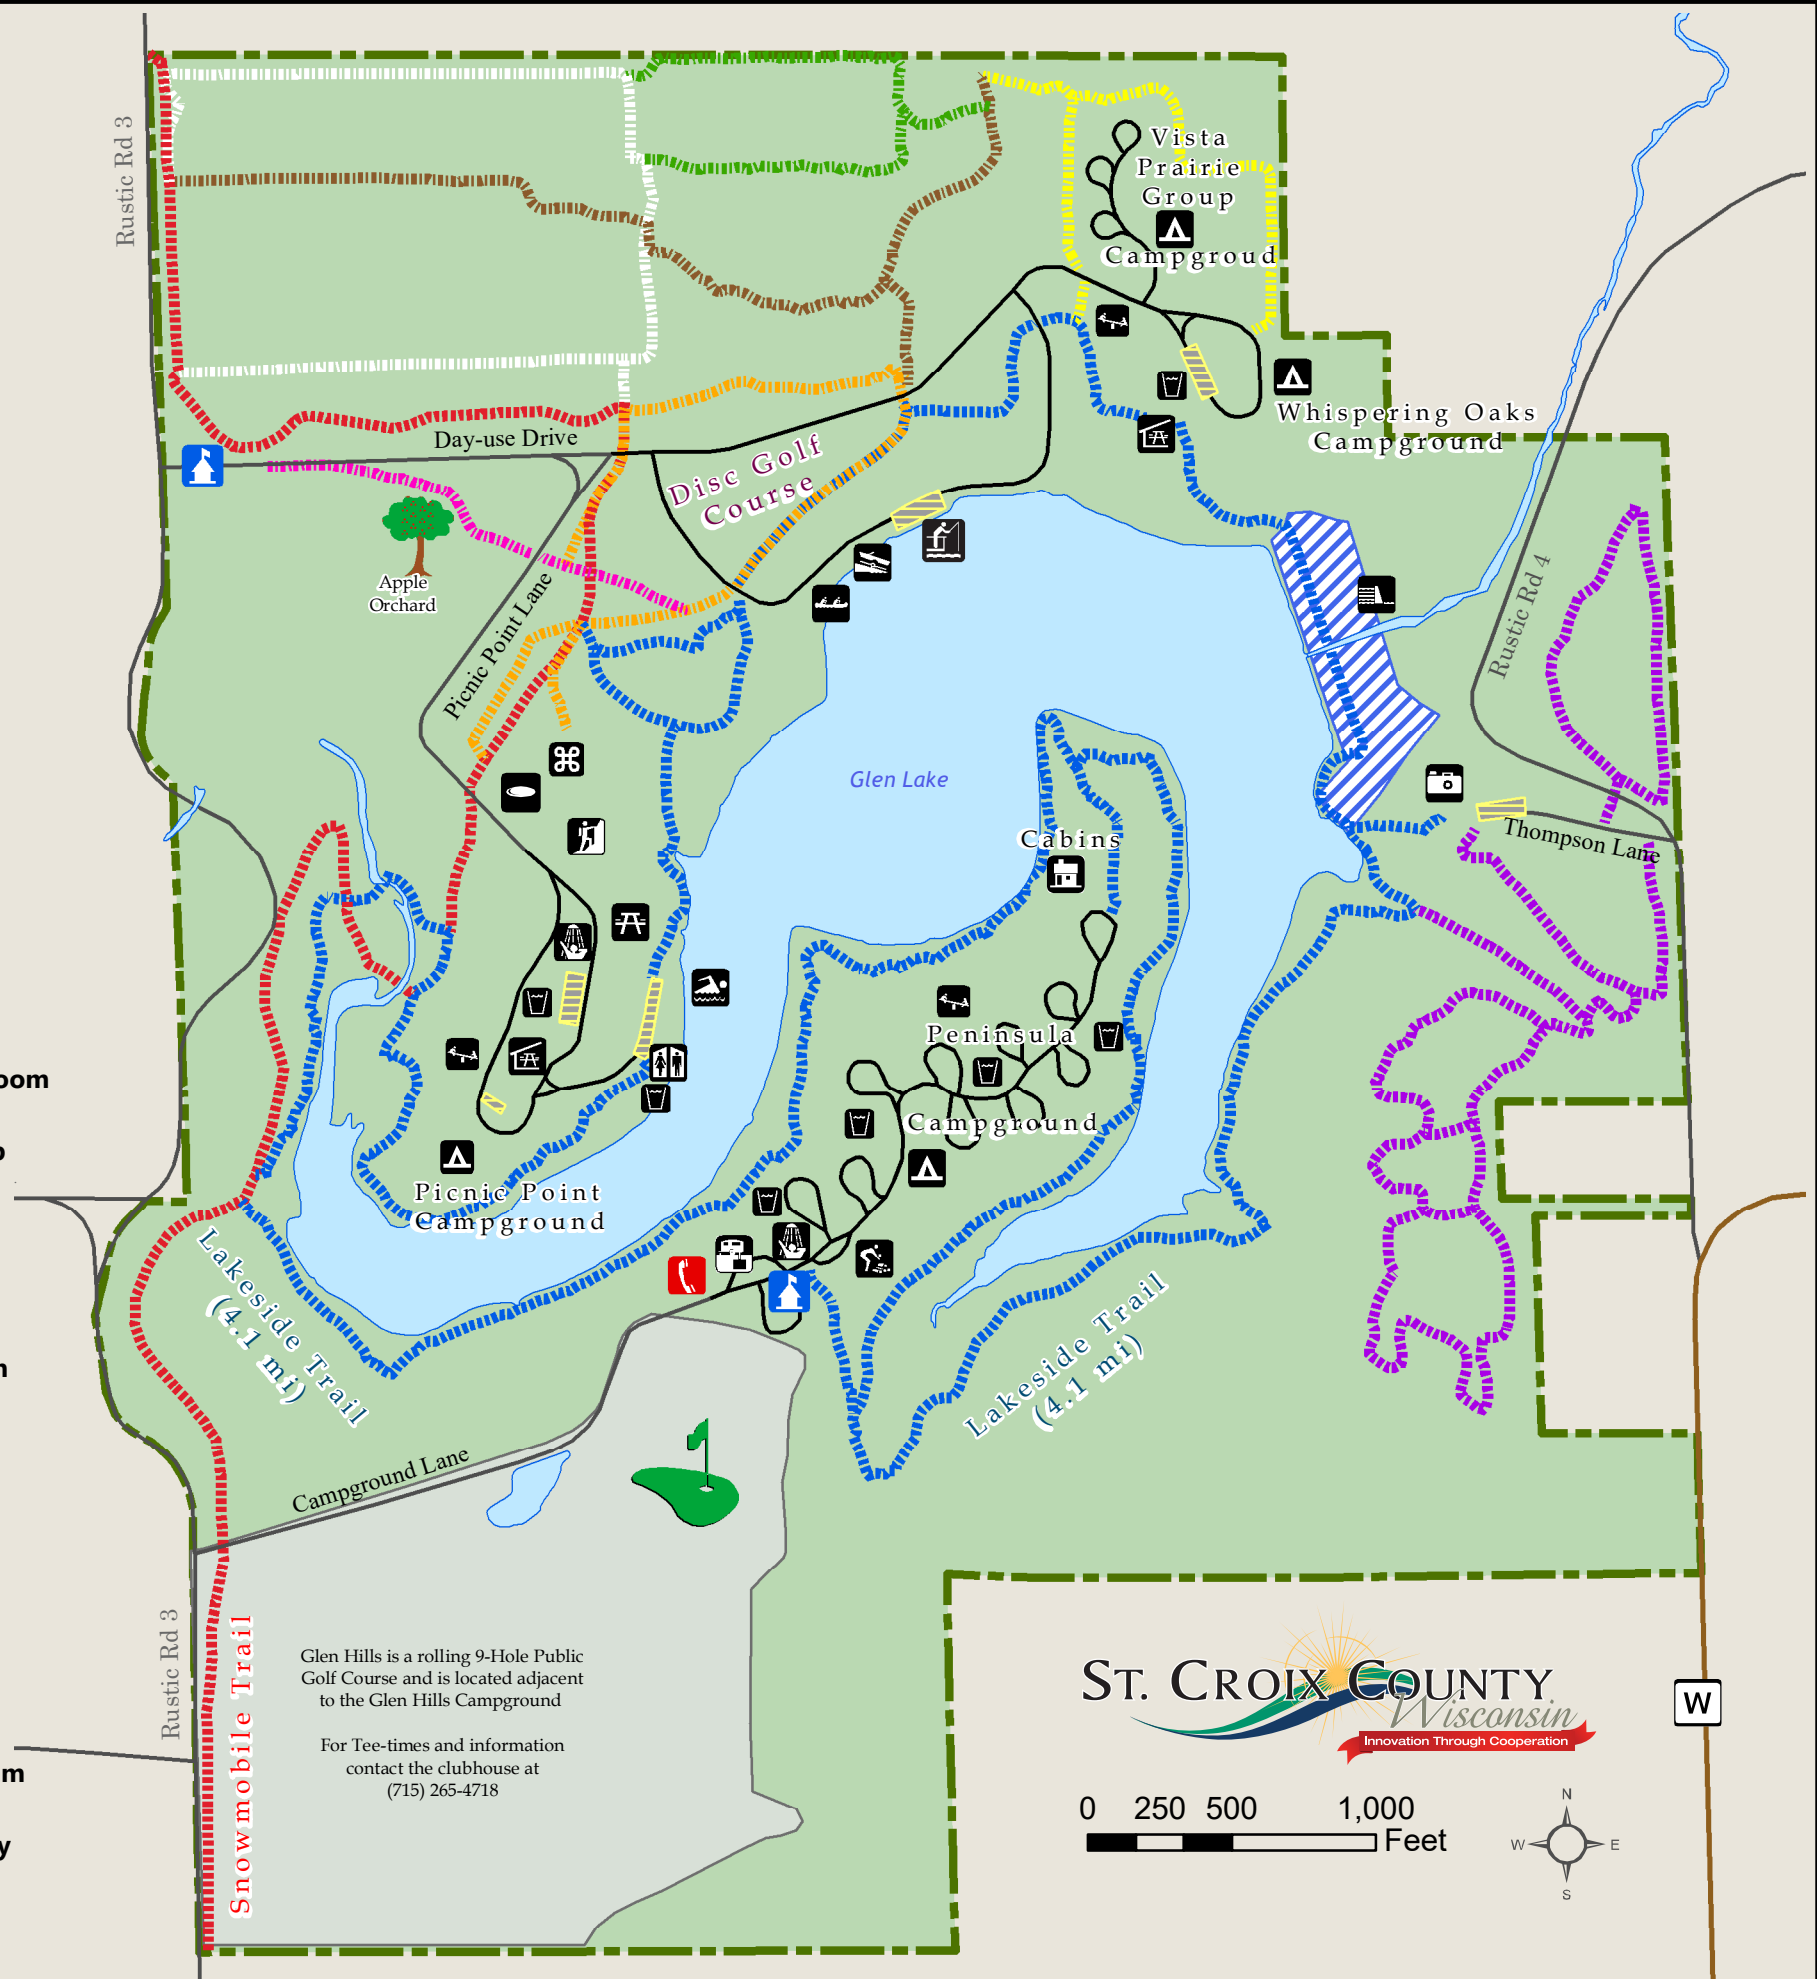 Rustic Rd 3
Vista
Prairie
Group
Campgroud
Day-use Drive
Whispering Oaks
Campground
Disc Golf
Course
Apple
Orchard
Picnic Point Lane
Rustic Rd 4
Glen Lake
Thompson Lane
Cabins
Peninsula
Campground
oom
Picnic Point
Campground
Lakeside Trail
(4.1 mi)
Lakeside Trail
(4.1 mi)
Campground Lane
Rustic Rd 3
Snowmobile Trail
Glen Hills is a rolling 9-Hole Public
Golf Course and is located adjacent
to the Glen Hills Campground
For Tee-times and information
contact the clubhouse at
(715) 265-4718
m
y
ST. CROIX COUNTY
Wisconsin
Innovation Through Cooperation
W
0 250 500 1,000
Feet
N
W E
S